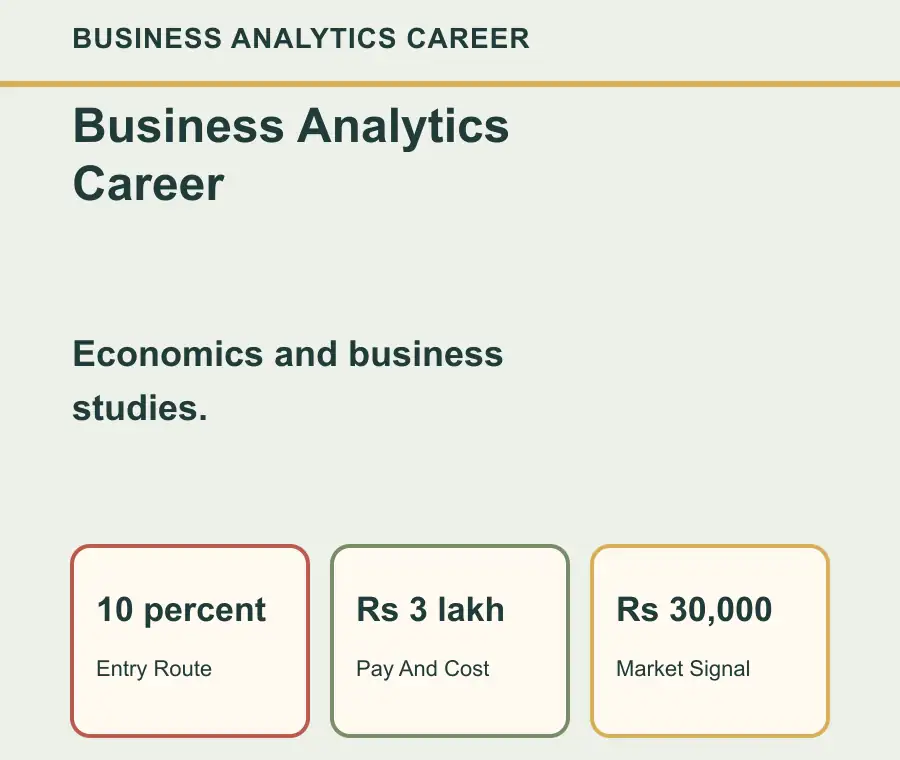 BUSINESS ANALYTICS CAREER
Business Analytics
Career
Economics and business
studies.
10 percent
Entry Route
Rs 3 lakh
Pay And Cost
Rs 30,000
Market Signal